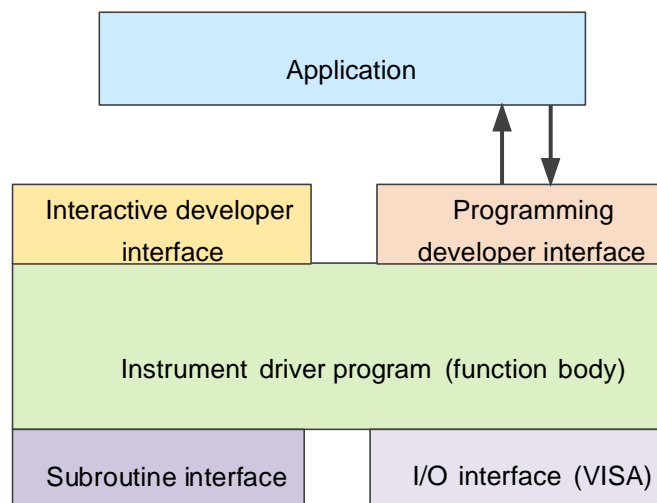 Application
Interactive developer
interface
Programming
developer interface
Instrument driver program (function body)
Subroutine interface
I/O interface (VISA)